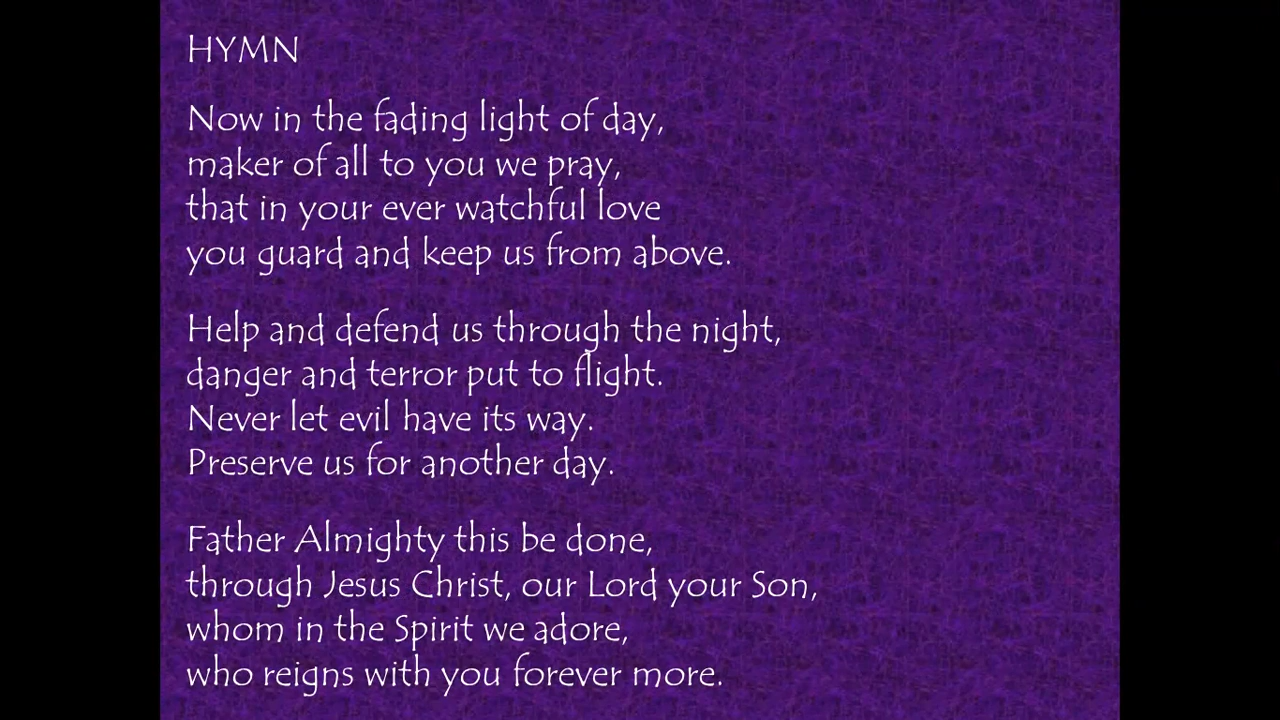 HYMN
Now in the fading light of day,
maker of all to you we pray,
that in your ever watchful love
you guard and keep us from above.
Help and defend us through the night,
danger and terror put to flight.
Never let evil have its way.
Preserve us for another day.
Father Almighty this be done,
through Jesus Christ, our Lord your Son,
whom in the Spirit we adore,
who reigns with you forever more.